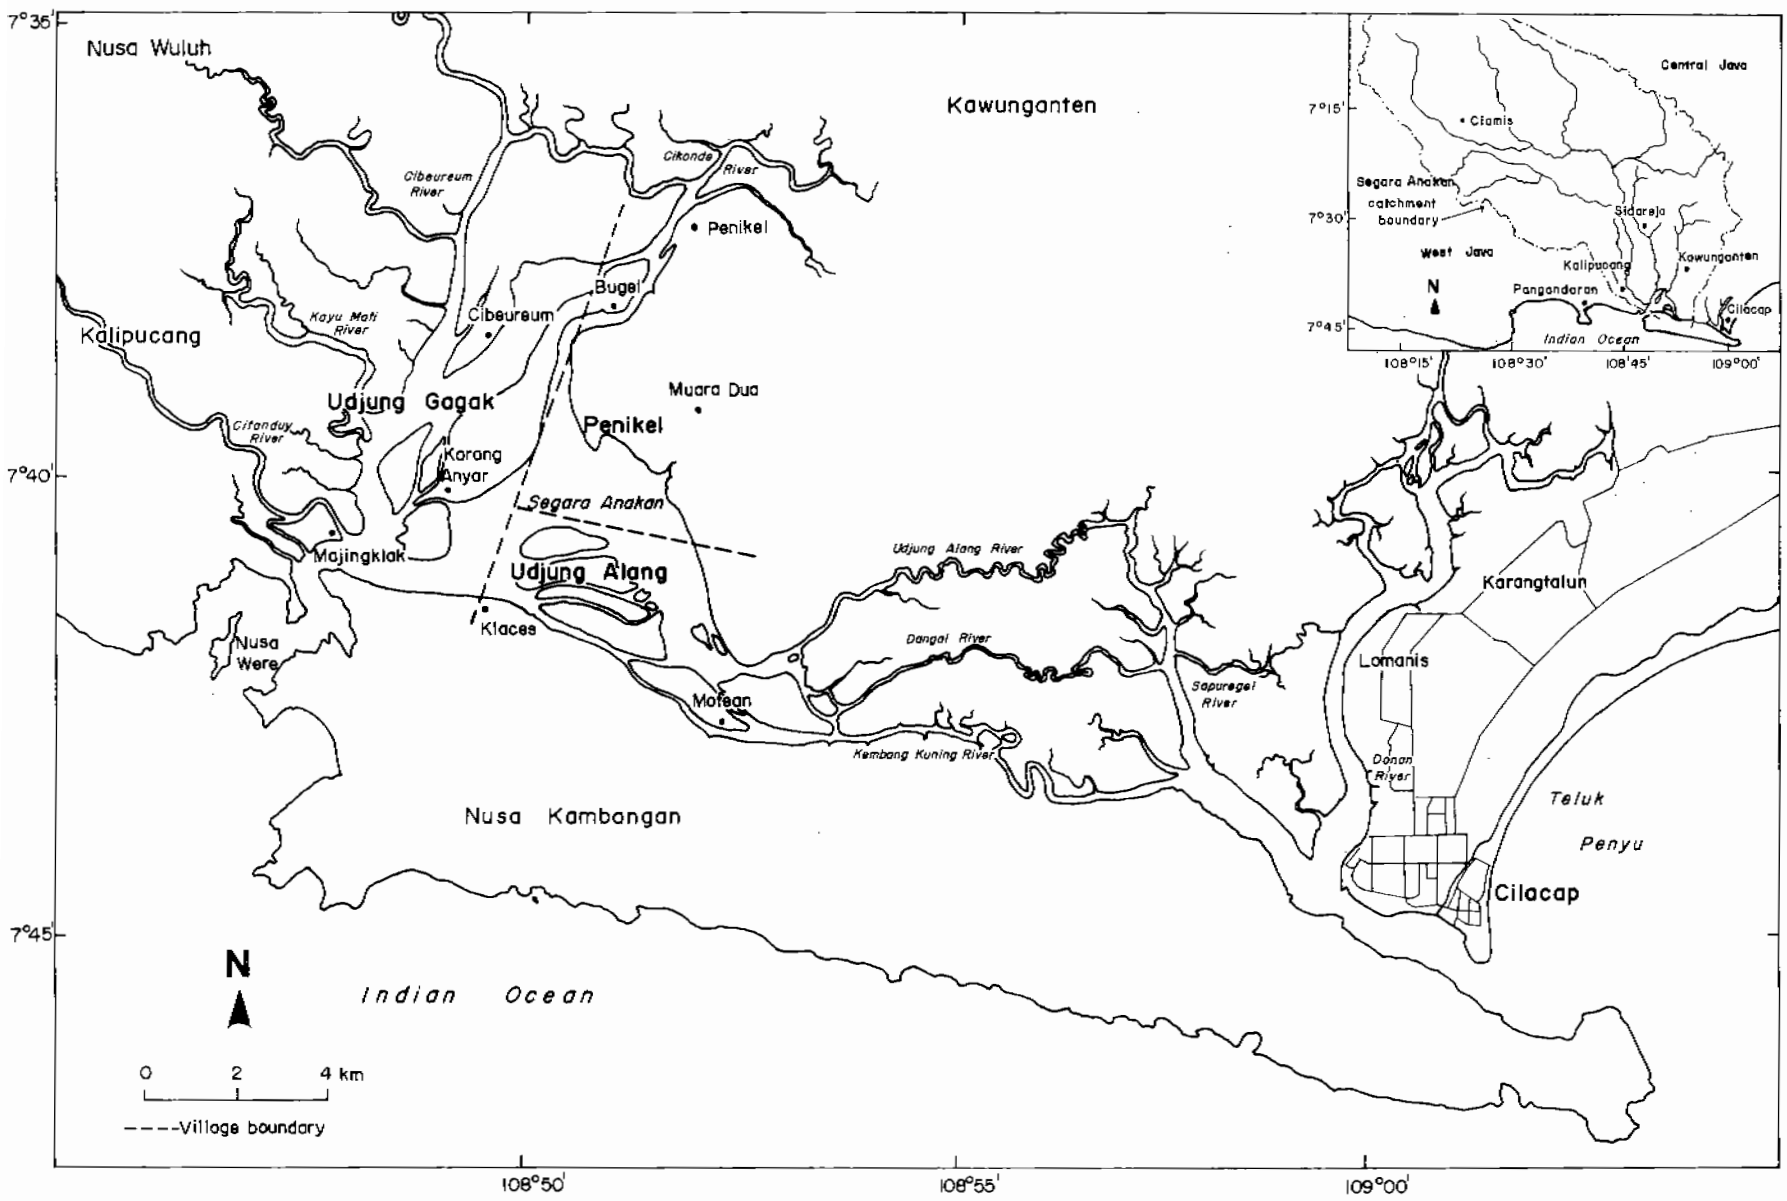 7°35'
Nusa Wuluh
Kawunganten
Cibeureum
River
Cikonde
River
Penikel
Bugel
Cibeureum
Kayu Mati
River
Kalipucang
Udjung Gagak
Muara Dua
Penikel
Citanduy
River
Karang
Anyar
7°40'
Segara Anakan
Majingklak
Udjung Alang
Udjung Alang River
Klaces
Nusa
Were
Dangal River
Motean
Sapuregel
River
Kembang Kuning River
Karangtalun
Lomanis
Donan
River
Teluk
Penyu
Nusa Kambangan
Cilacap
7°45'
N
Indian Ocean
0 2 4 km
Village boundary
108°50'
108°55'
109°00'
Central Java
7°15'
Ciamis
Segara Anakan
catchment
boundary
7°30'
Sidareja
West Java
Kalipucang
Kawunganten
N
Pangandaran
Cilacap
7°45'
Indian Ocean
108°15'
108°30'
108°45'
109°00'